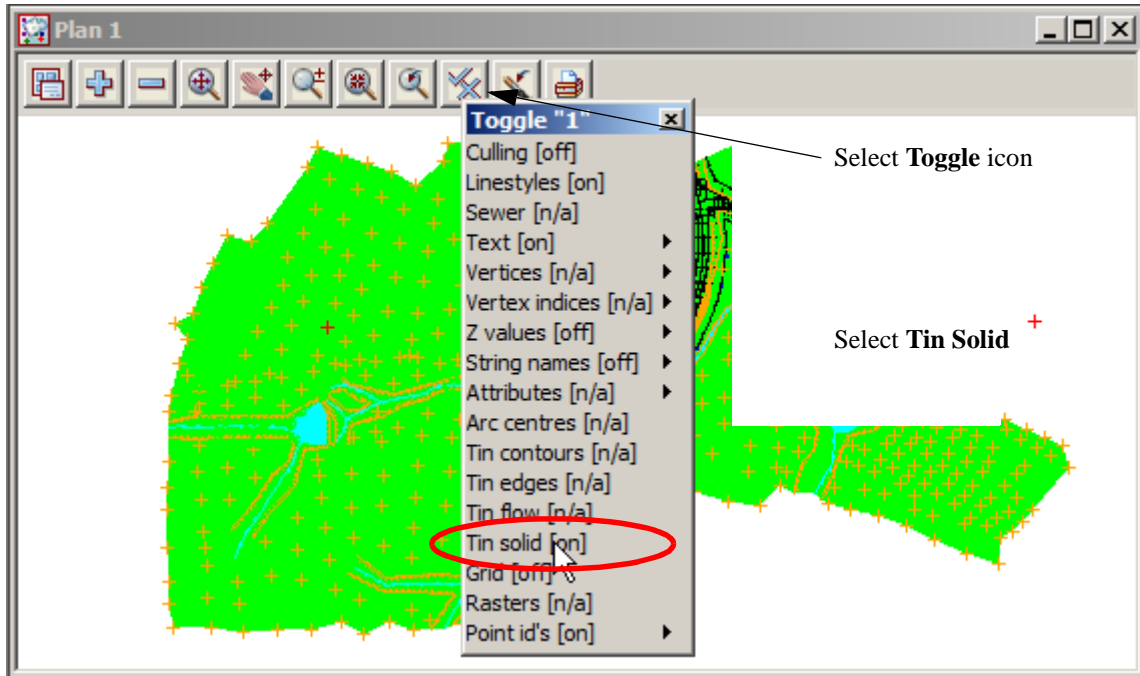 Plan 1
Toggle "1"
Culling [off]
Linestyles [on]
Sewer [n/a]
Text [on]
Vertices [n/a]
Vertex indices [n/a]
Z values [off]
String names [off]
Attributes [n/a]
Arc centres [n/a]
Tin contours [n/a]
Tin edges [n/a]
Tin flow [n/a]
Tin solid [on]
Grid [off]
Rasters [n/a]
Point id's [on]
Select Toggle icon
Select Tin Solid